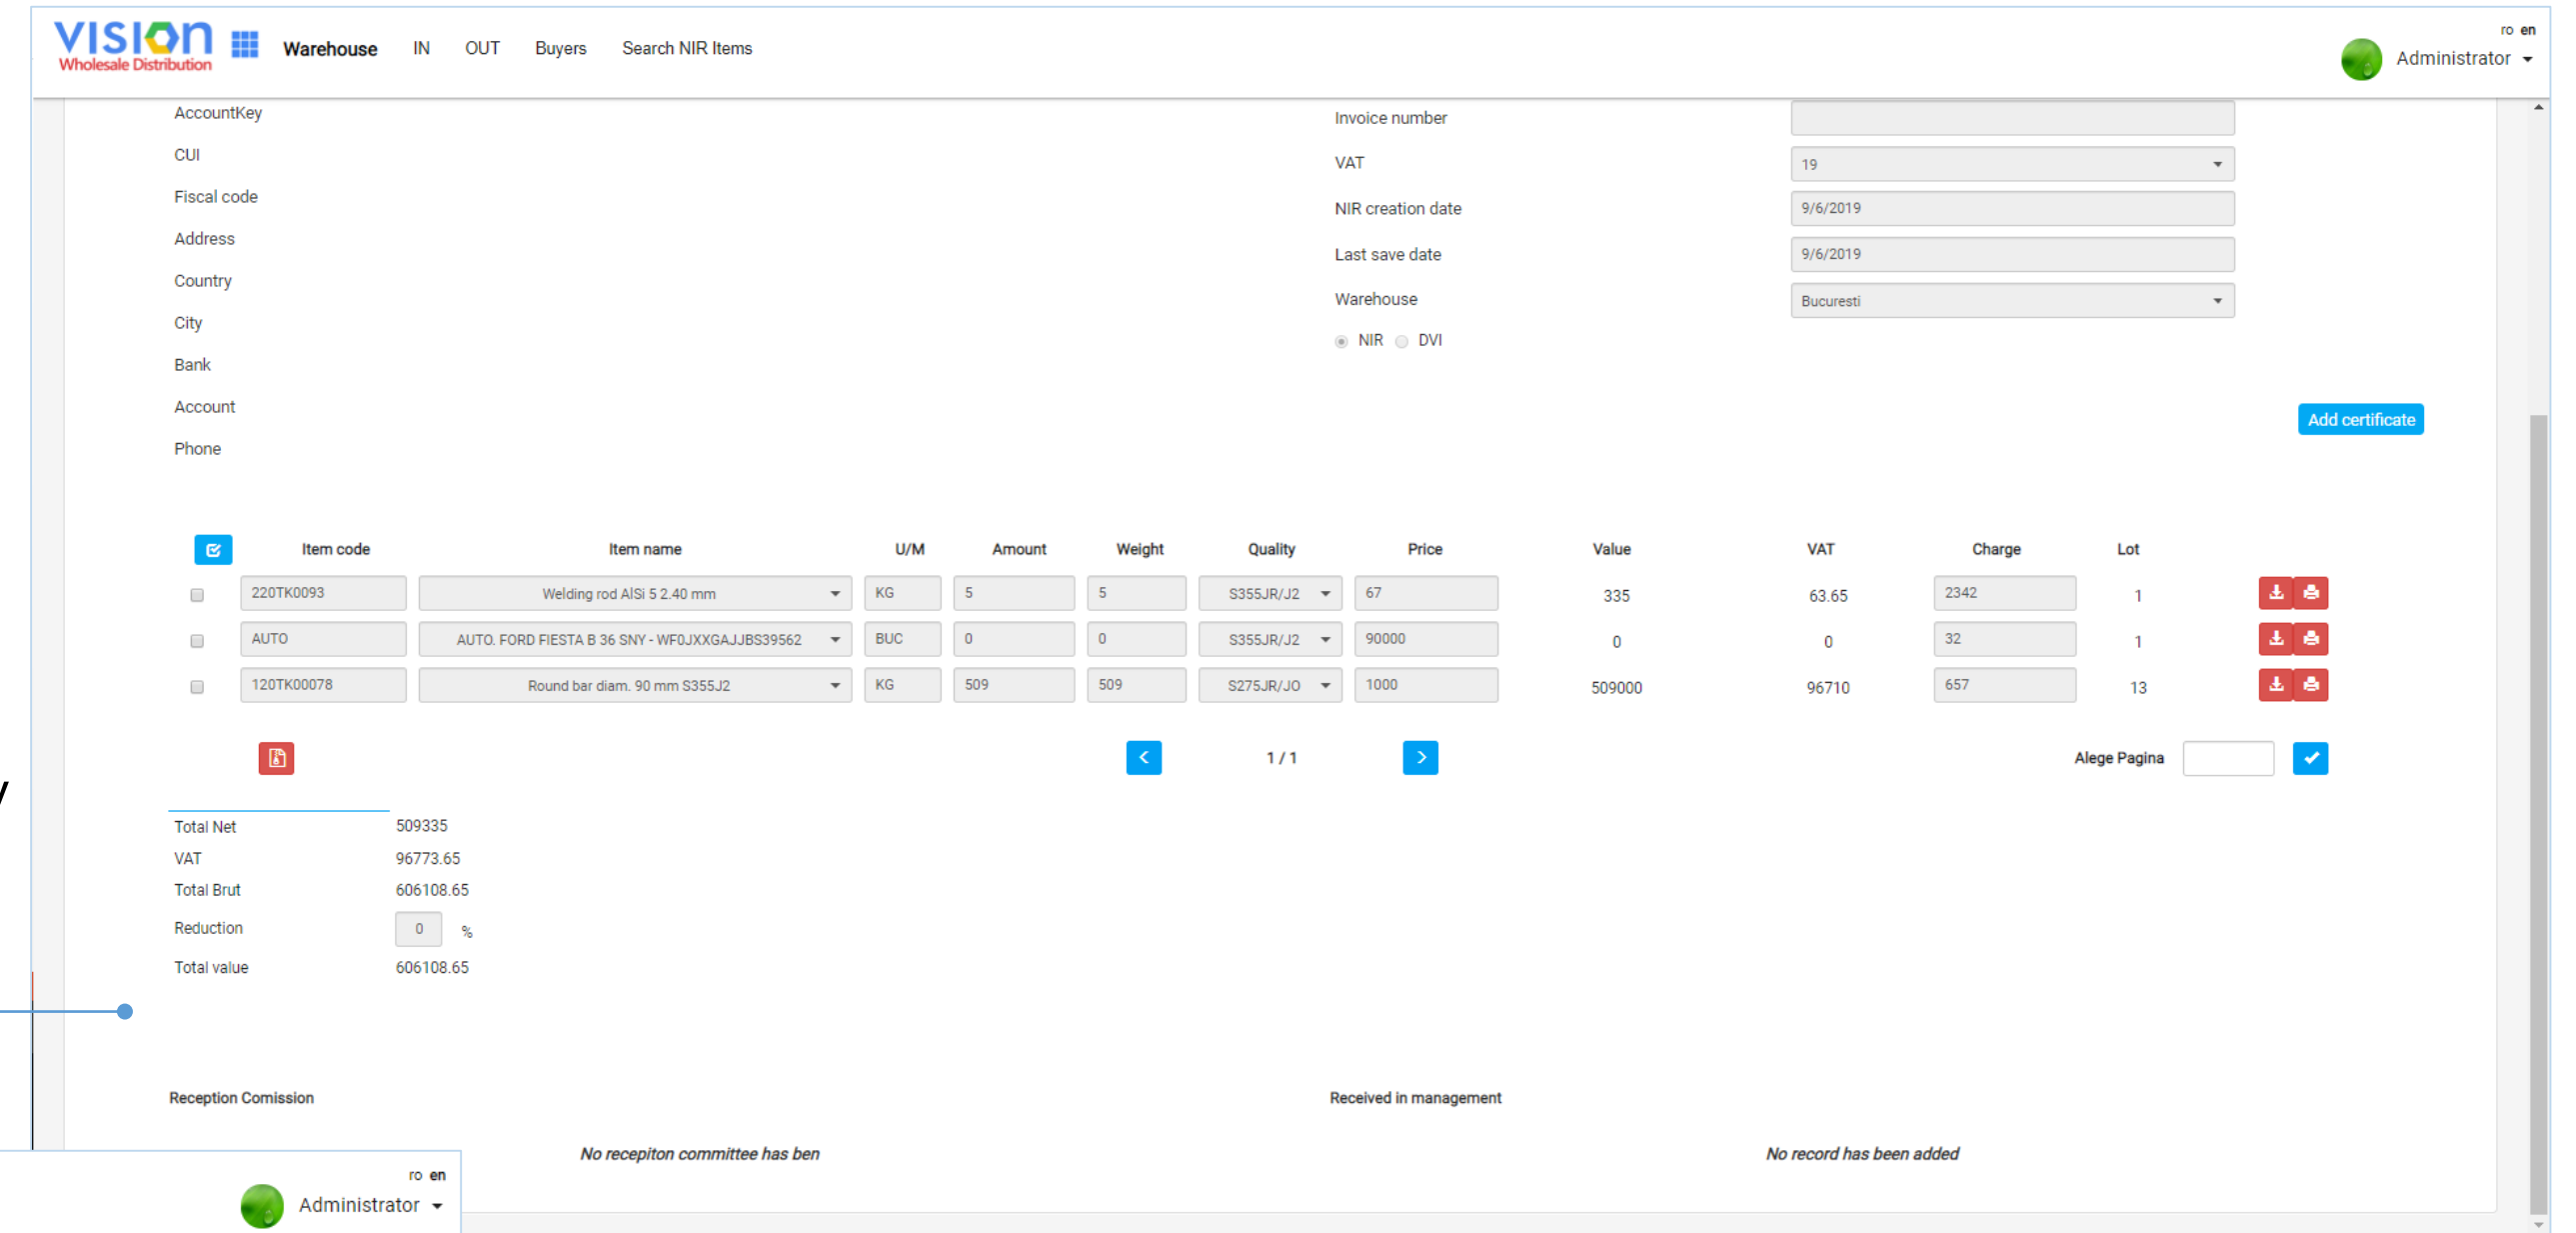 VISION
Wholesale Distribution
Warehouse IN OUT Buyers Search NIR Items
ro en
Administrator
AccountKey
CUI
Fiscal code
Address
Country
City
Bank
Account
Phone
Invoice number
VAT 19
NIR creation date 9/6/2019
Last save date 9/6/2019
Warehouse Bucuresti
NIR DVI
Add certificate
Item code Item name U/M Amount Weight Quality Price Value VAT Charge Lot
220TK0093 Welding rod AlSi 5 2.40 mm KG 5 5 S355JR/J2 67 335 63.65 2342 1
AUTO AUTO. FORD FIESTA B 36 SNY - WF0JXXGAJJBS39562 BUC 0 0 S355JR/J2 90000 0 0 32 1
120TK00078 Round bar diam. 90 mm S355J2 KG 509 509 S275JR/JO 1000 509000 96710 657 13
< 1 / 1 > Alege Pagina
y
Total Net 509335
VAT 96773.65
Total Brut 606108.65
Reduction 0 %
Total value 606108.65
Reception Comission Received in management
No recepiton committee has ben No record has been added
ro en
Administrator